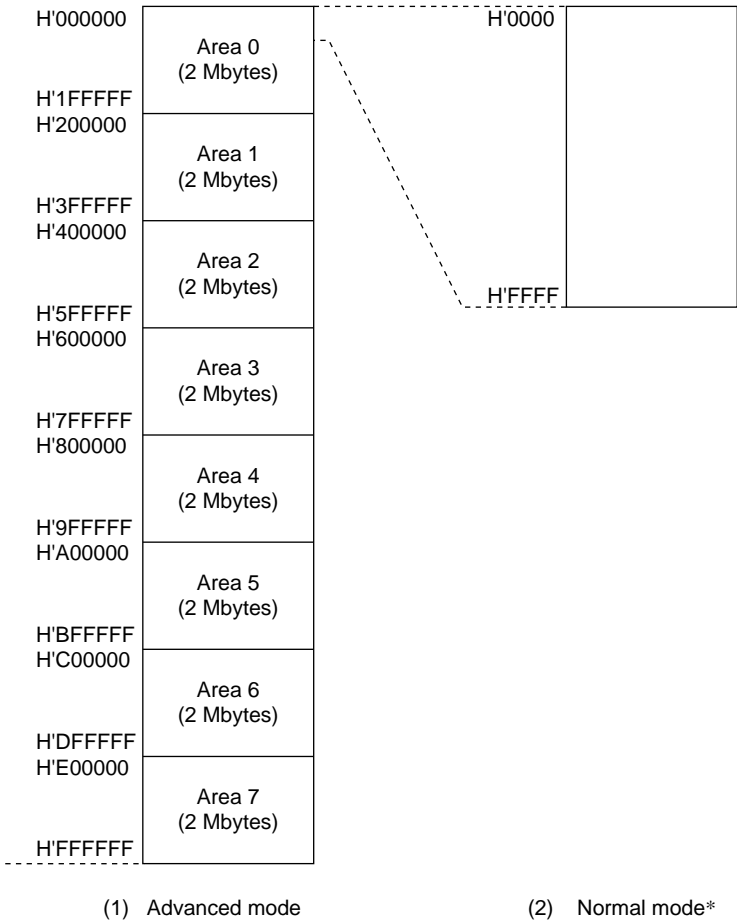 H'000000
Area 0
(2 Mbytes)
H'1FFFFF
H'200000
Area 1
(2 Mbytes)
H'3FFFFF
H'400000
Area 2
(2 Mbytes)
H'5FFFFF
H'600000
Area 3
(2 Mbytes)
H'7FFFFF
H'800000
Area 4
(2 Mbytes)
H'9FFFFF
H'A00000
Area 5
(2 Mbytes)
H'BFFFFF
H'C00000
Area 6
(2 Mbytes)
H'DFFFFF
H'E00000
Area 7
(2 Mbytes)
H'FFFFFF
(1) Advanced mode
H'0000
H'FFFF
(2) Normal mode*